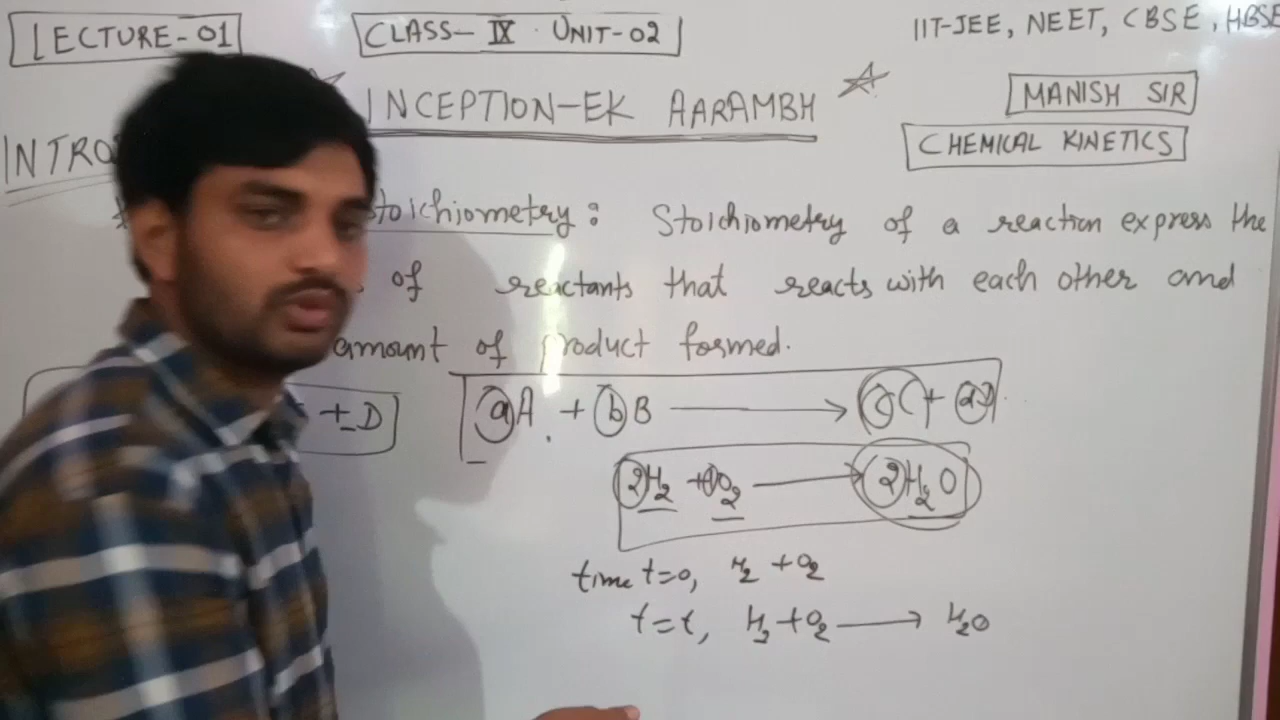 LECTURE-01
CLASS-IX UNIT-02
IIT-JEE, NEET, CBSE, HBSE
INCEPTION-EK AARAMBH
MANISH SIR
CHEMICAL KINETICS
INTRO
Stoichiometry: Stoichiometry of a reaction express the
of reactants that reacts with each other and
amount of product formed.
+D
aA + bB ⟶ cC + dD
2H₂ + 1O₂ ⟶ 2H₂O
time t=0, H₂ + O₂
t=t, H₂ + O₂ ⟶ H₂O